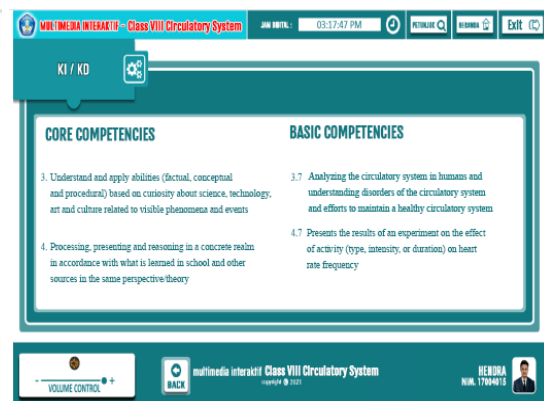 MULTIMEDIA INTERAKTIF - Class VIII Circulatory System
JAM DIGITAL :
03:17:47 PM
PETUNJUK
BERANDA
Exit
KI / KD
CORE COMPETENCIES
3. Understand and apply abilities (factual, conceptual
and procedural) based on curiosity about science, technology,
art and culture related to visible phenomena and events
4. Processing, presenting and reasoning in a concrete realm
in accordance with what is learned in school and other
sources in the same perspective/theory
BASIC COMPETENCIES
3.7 Analyzing the circulatory system in humans and
understanding disorders of the circulatory system
and efforts to maintain a healthy circulatory system
4.7 Presents the results of an experiment on the effect
of activity (type, intensity, or duration) on heart
rate frequency
- +
VOLUME CONTROL
BACK
multimedia interaktif Class VIII Circulatory System
copyright @ 2021
HENDRA
NIM. 17004015